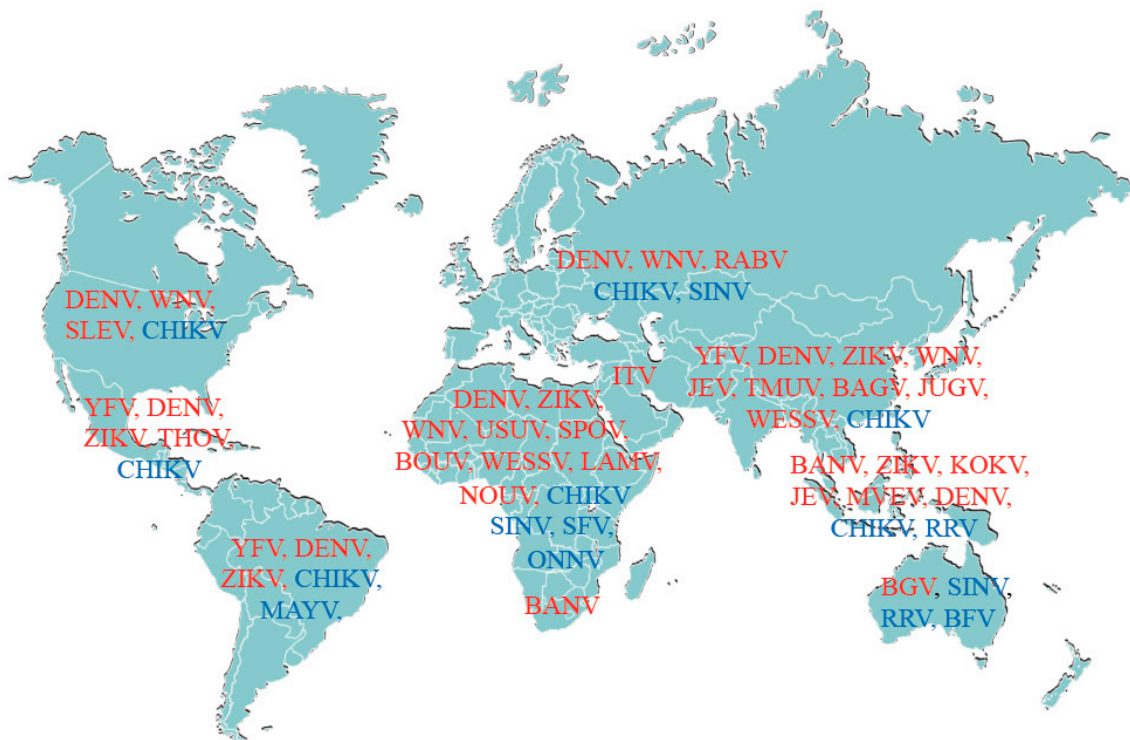 DENV, WNV, RABV
CHIKV, SINV
DENV, WNV,
SLEV, CHIKV
YFV, DENV, ZIKV, WNV,
JEV, TMUV, BAGV, JUGV,
WESSV, CHIKV
ITV
YFV, DENV,
ZIKV, THOV,
CHIKV
DENV, ZIKV,
WNV, USUV, SPOV,
BOUV, WESSV, LAMV,
NOUV, CHIKV
SINV, SFV,
ONNV
BANV
BANV, ZIKV, KOKV,
JEV, MVEV, DENV,
CHIKV, RRV
YFV, DENV,
ZIKV, CHIKV,
MAYV,
BGV, SINV,
RRV, BFV